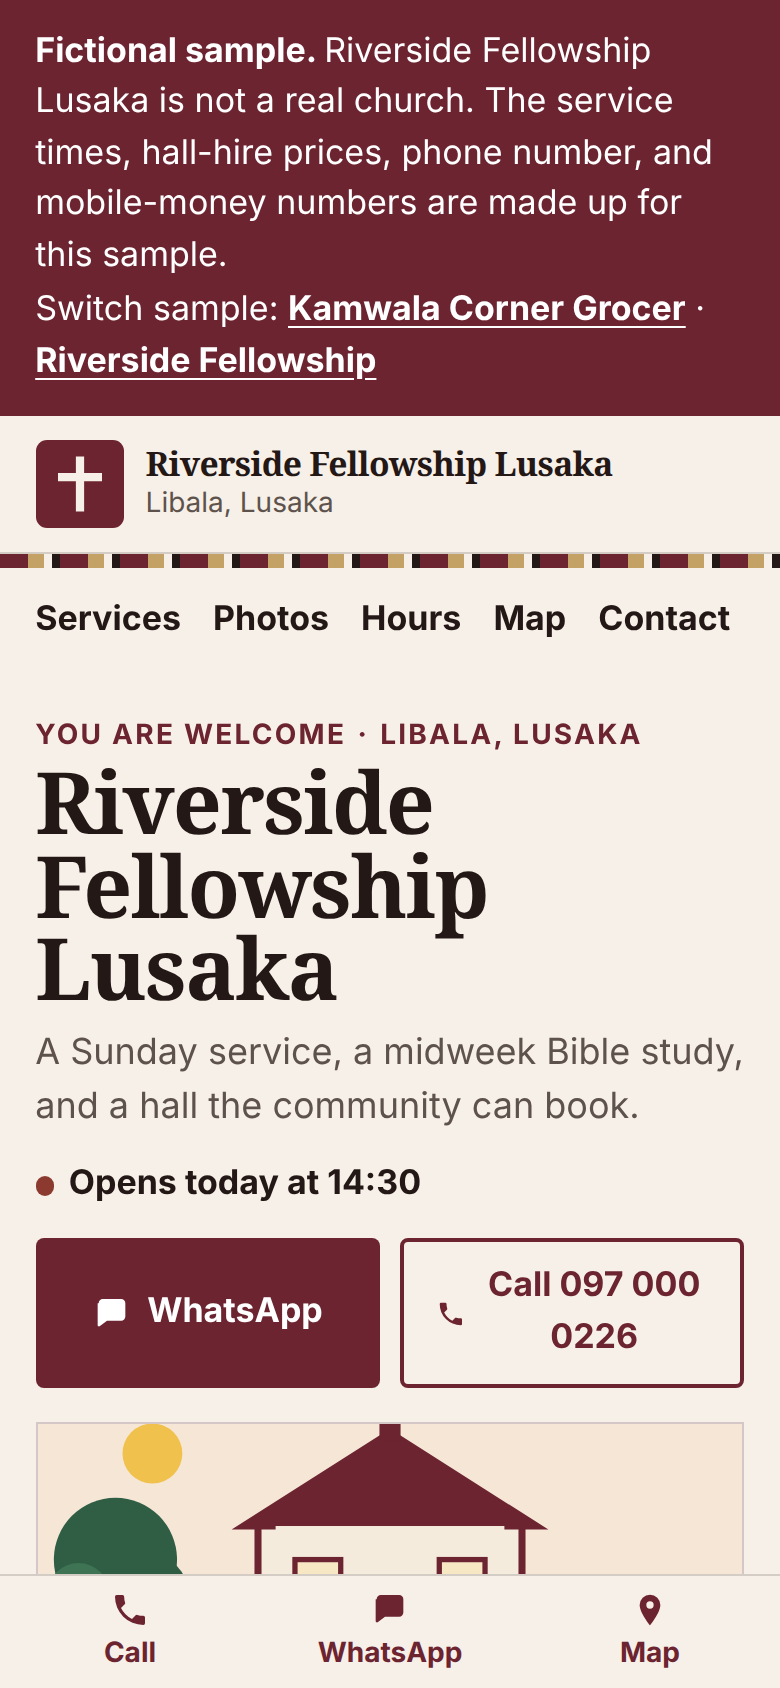 Fictional sample. Riverside Fellowship
Lusaka is not a real church. The service
times, hall-hire prices, phone number, and
mobile-money numbers are made up for
this sample.
Switch sample: Kamwala Corner Grocer ·
Riverside Fellowship
Riverside Fellowship Lusaka
Libala, Lusaka
Services Photos Hours Map Contact
YOU ARE WELCOME · LIBALA, LUSAKA
Riverside
Fellowship
Lusaka
A Sunday service, a midweek Bible study,
and a hall the community can book.
Opens today at 14:30
WhatsApp
Call 097 000
0226
Call WhatsApp Map